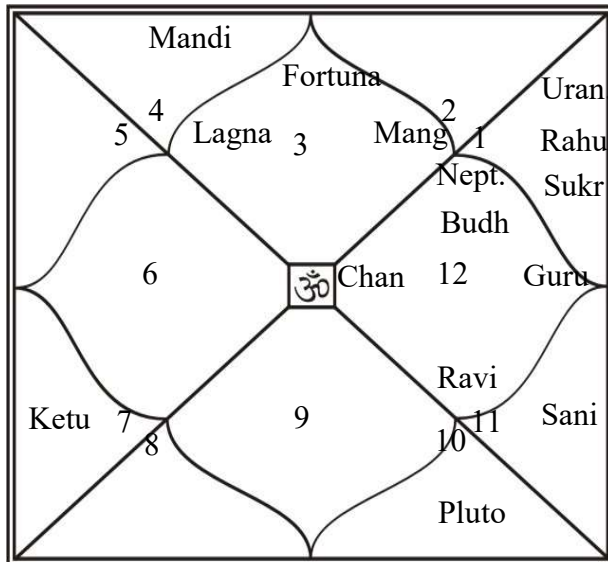 Mandi
Fortuna
Uran
4
2
5
Lagna
3
Mang
1
Rahu
Nept.
Sukr
Budh
6
ॐ
Chan
12
Guru
Ravi
Ketu
7
9
11
Sani
8
10
Pluto